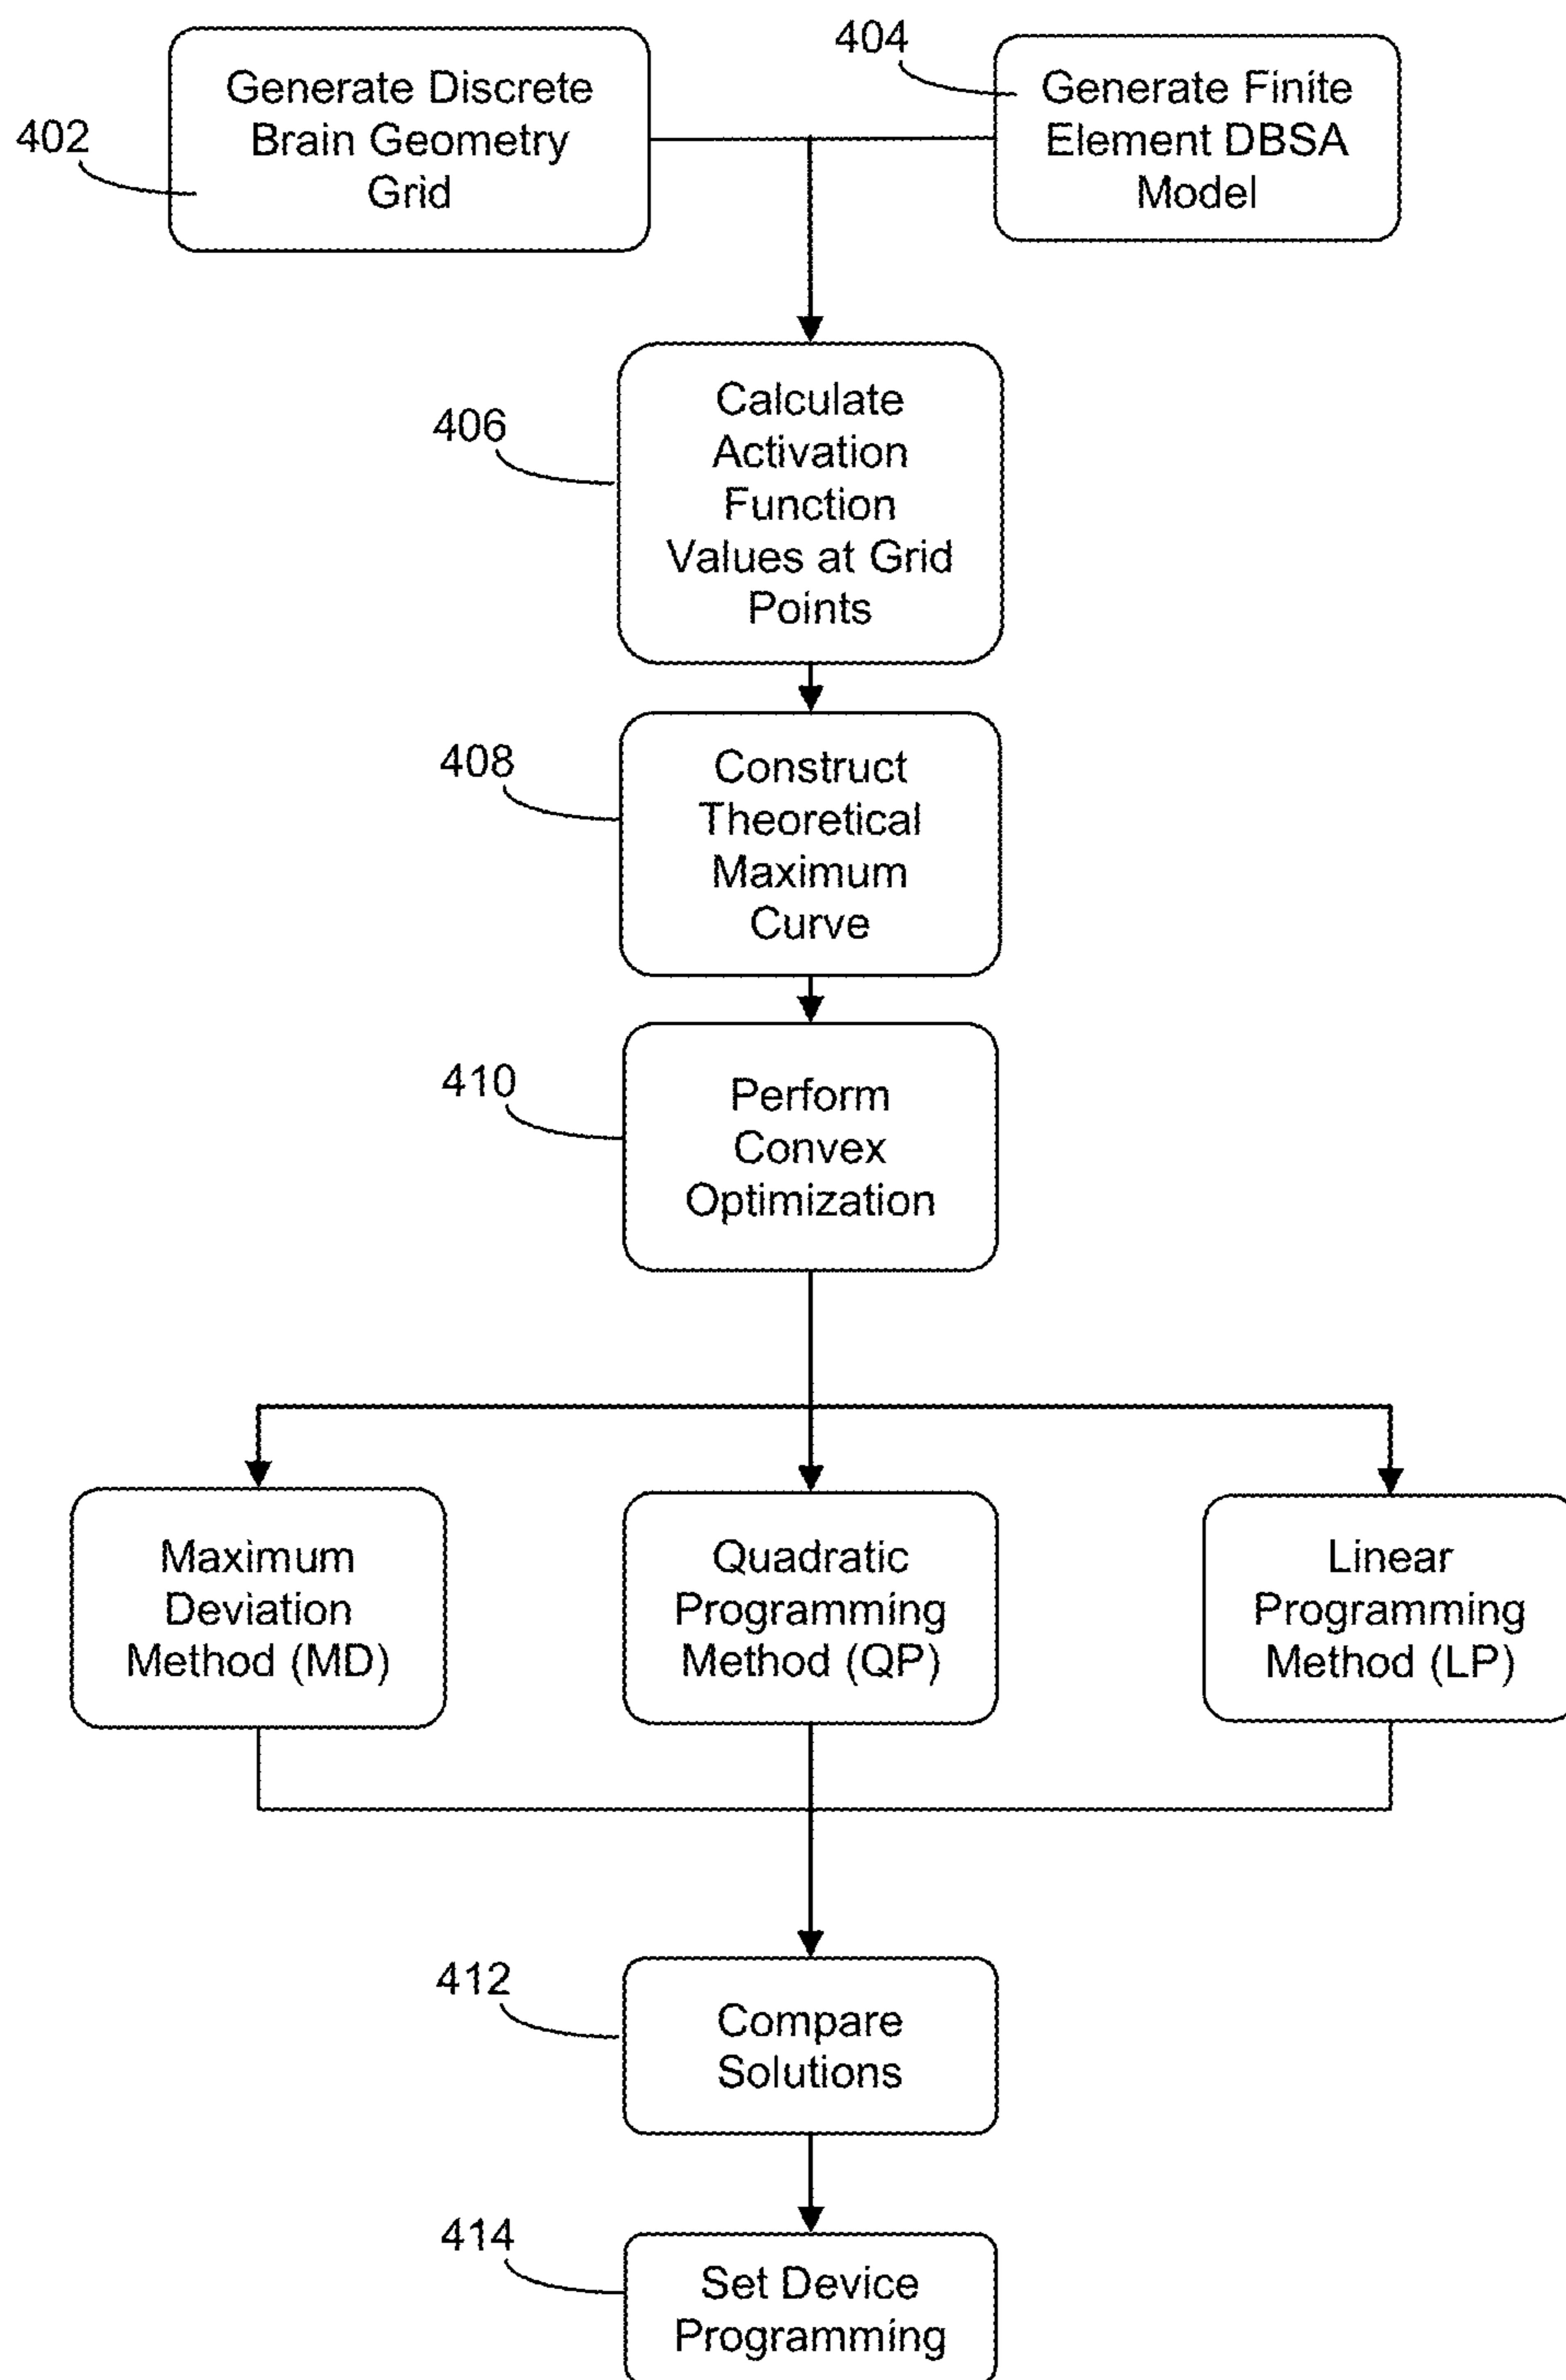 402
Generate Discrete
Brain Geometry
Grid
404
Generate Finite
Element DBSA
Model
406
Calculate
Activation
Function
Values at Grid
Points
408
Construct
Theoretical
Maximum
Curve
410
Perform
Convex
Optimization
Maximum
Deviation
Method (MD)
Quadratic
Programming
Method (QP)
Linear
Programming
Method (LP)
412
Compare
Solutions
414
Set Device
Programming